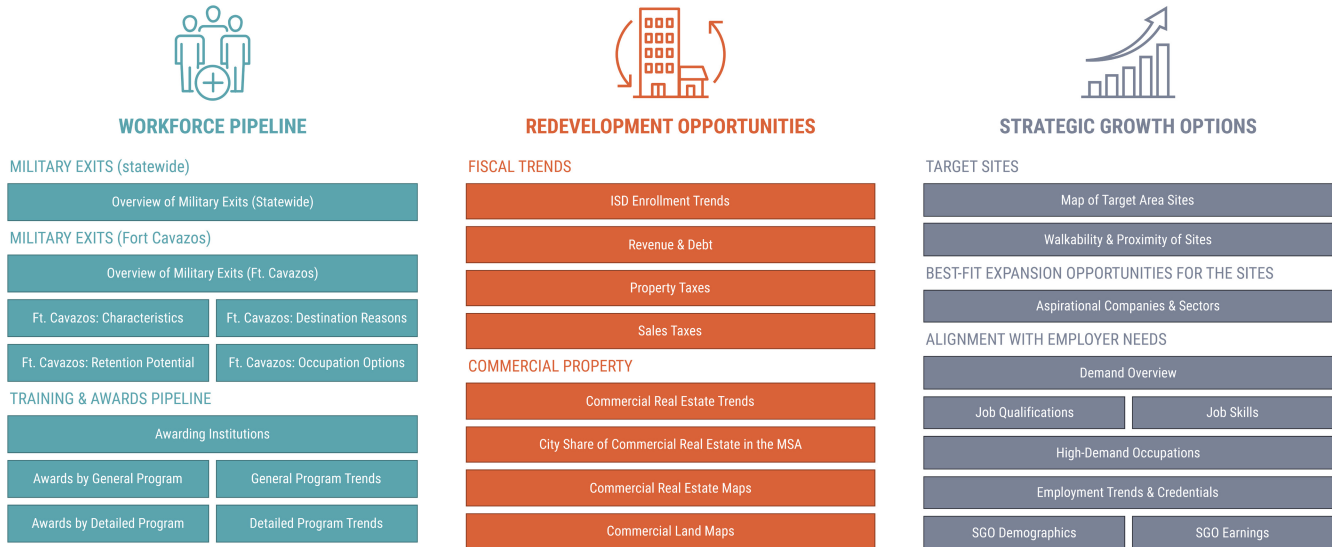 WORKFORCE PIPELINE
MILITARY EXITS (statewide)
Overview of Military Exits (Statewide)
MILITARY EXITS (Fort Cavazos)
Overview of Military Exits (Ft. Cavazos)
Ft. Cavazos: Characteristics
Ft. Cavazos: Destination Reasons
Ft. Cavazos: Retention Potential
Ft. Cavazos: Occupation Options
TRAINING & AWARDS PIPELINE
Awarding Institutions
Awards by General Program
General Program Trends
Awards by Detailed Program
Detailed Program Trends
REDEVELOPMENT OPPORTUNITIES
FISCAL TRENDS
ISD Enrollment Trends
Revenue & Debt
Property Taxes
Sales Taxes
COMMERCIAL PROPERTY
Commercial Real Estate Trends
City Share of Commercial Real Estate in the MSA
Commercial Real Estate Maps
Commercial Land Maps
STRATEGIC GROWTH OPTIONS
TARGET SITES
Map of Target Area Sites
Walkability & Proximity of Sites
BEST-FIT EXPANSION OPPORTUNITIES FOR THE SITES
Aspirational Companies & Sectors
ALIGNMENT WITH EMPLOYER NEEDS
Demand Overview
Job Qualifications
Job Skills
High-Demand Occupations
Employment Trends & Credentials
SGO Demographics
SGO Earnings